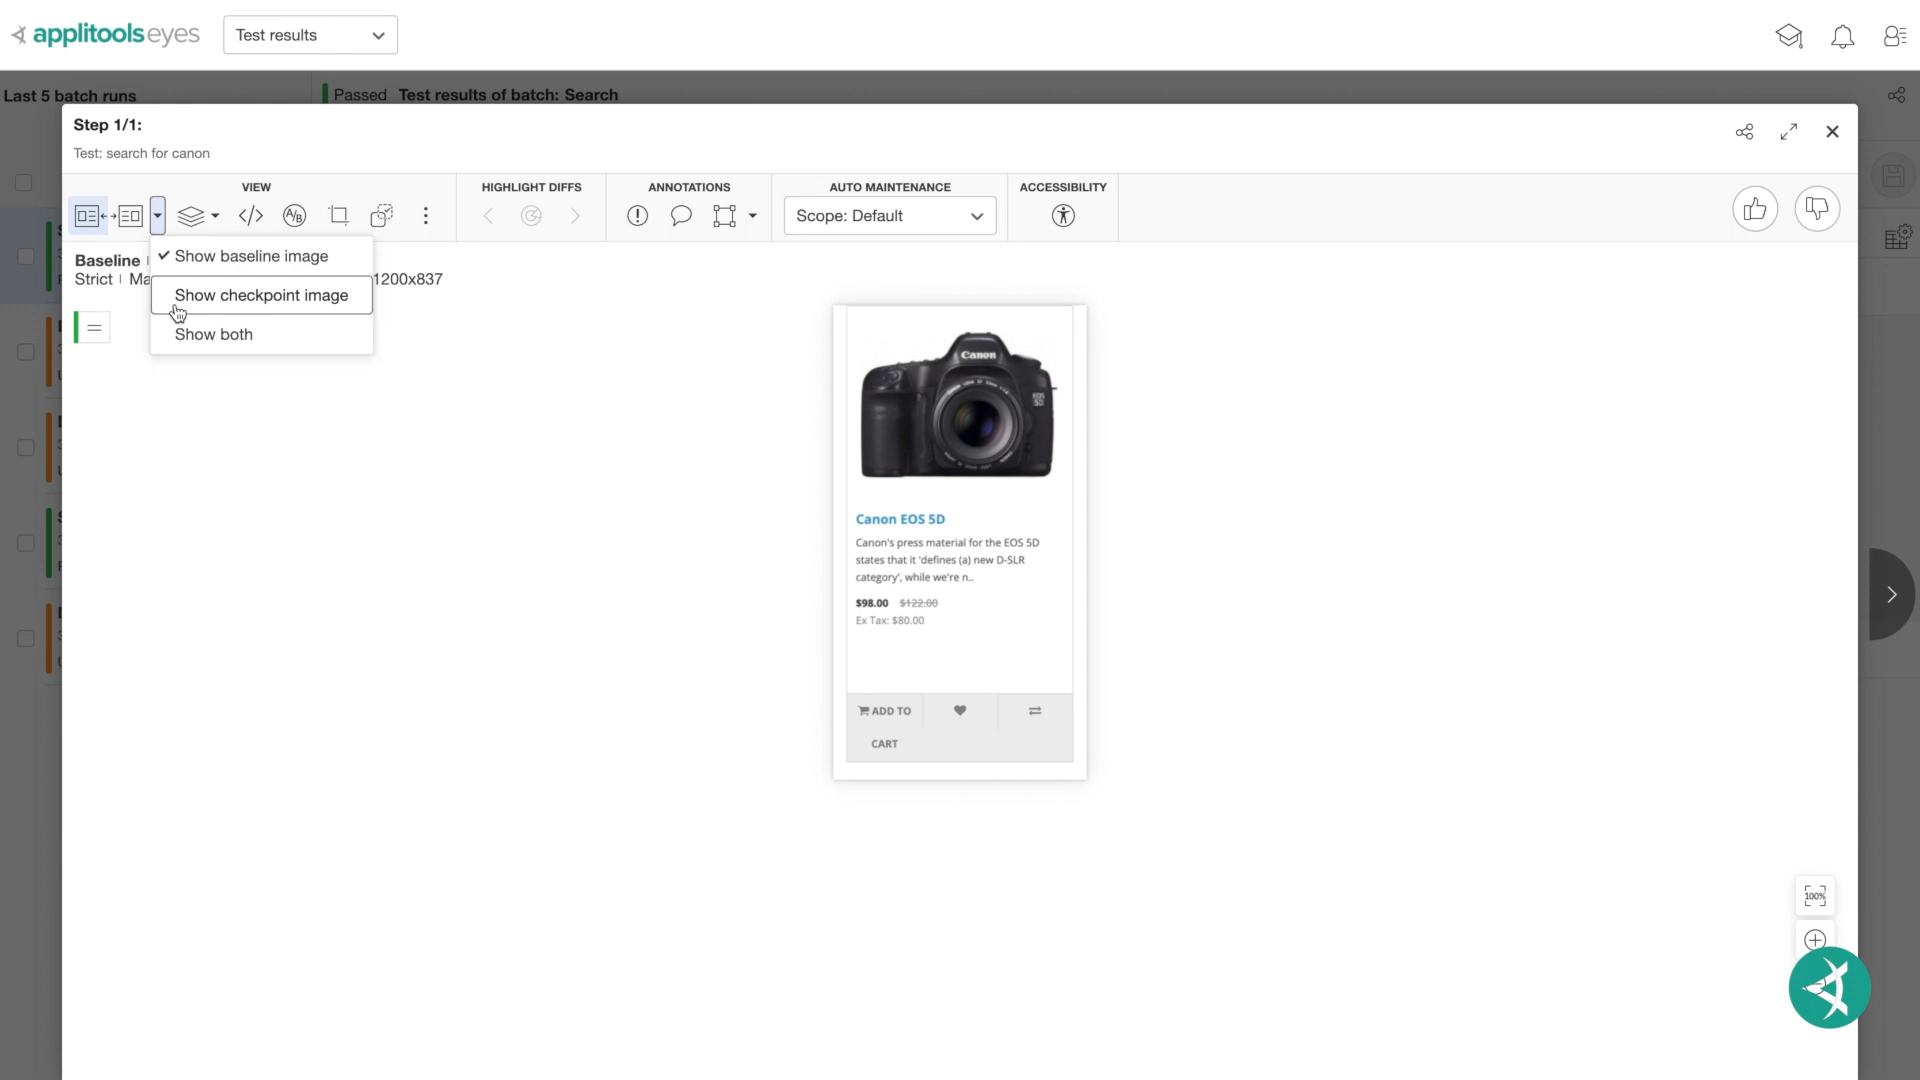 applitools eyes
Test results
Last 5 batch runs
Passed Test results of batch: Search
Step 1/1:
Test: search for canon
VIEW
HIGHLIGHT DIFFS
ANNOTATIONS
AUTO MAINTENANCE
ACCESSIBILITY
A/B
Scope: Default
Baseline
Strict | Ma
1200x837
✓ Show baseline image
Show checkpoint image
Show both
Canon
EOS
5D
Canon EOS 5D
Canon's press material for the EOS 5D
states that it 'defines (a) new D-SLR
category', while we're n..
$98.00 $122.00
Ex Tax: $80.00
ADD TO
CART
100%